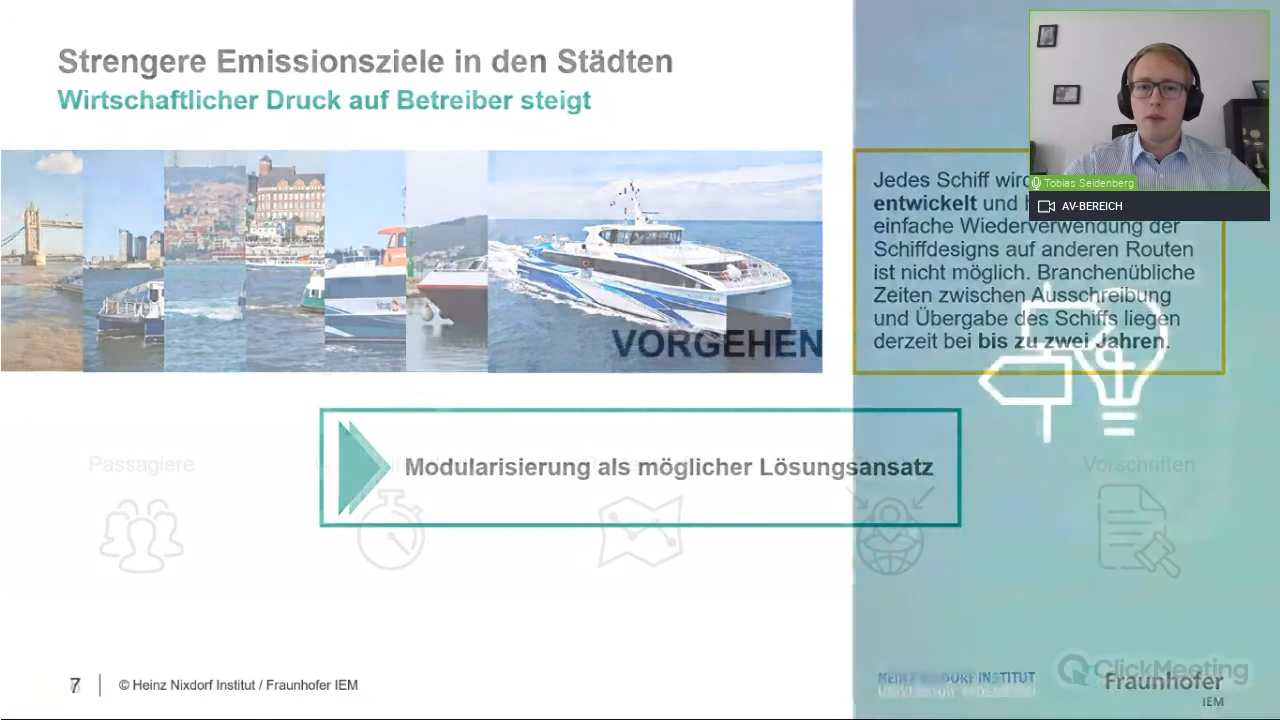 Strengere Emissionsziele in den Städten
Wirtschaftlicher Druck auf Betreiber steigt
Jedes Schiff wird
entwickelt und
einfache Wiederverwendung der
Schiffdesigns auf anderen Routen
ist nicht möglich. Branchenübliche
Zeiten zwischen Ausschreibung
und Übergabe des Schiffs liegen
derzeit bei bis zu zwei Jahren.
Tobias Seidenberg
AV-BEREICH
VORGEHEN
Modularisierung als möglicher Lösungsansatz
Passagiere
Vorschriften
7
© Heinz Nixdorf Institut / Fraunhofer IEM
HEINZ NIXDORF INSTITUT
ClickMeeting
Fraunhofer
IEM